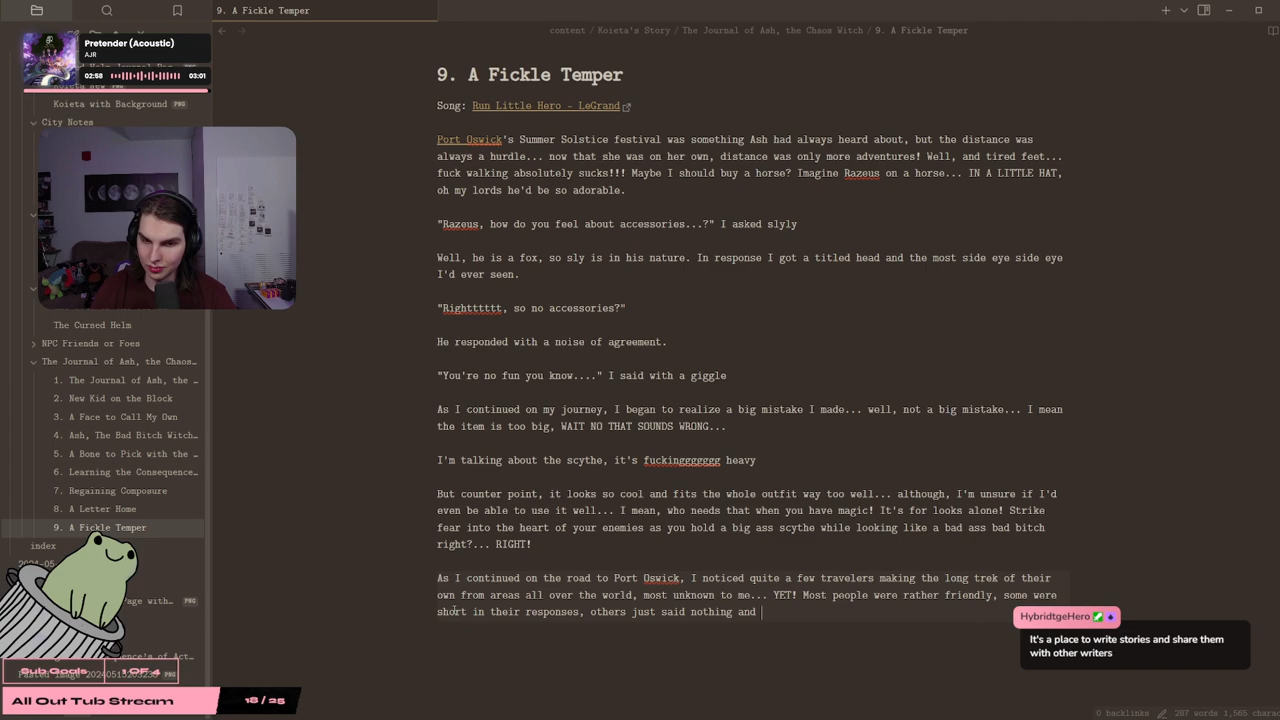 9. A Fickle Temper
content / Koieta's Story / The Journal of Ash, the Chaos Witch / 9. A Fickle Temper
Pretender (Acoustic)
AJR
02:58
03:01
Koieta with Background PNG
City Notes
The Cursed Helm
NPC Friends or Foes
The Journal of Ash, the Chaos...
1. The Journal of Ash, the ...
2. New Kid on the Block
3. A Face to Call My Own
4. Ash, The Bad Bitch Witch...
5. A Bone to Pick with the ...
6. Learning the Consequence...
7. Regaining Composure
8. A Letter Home
9. A Fickle Temper
index
Page with...
PNG
Sub Goals 1 OF 4
PNG
All Out Tub Stream 18 / 25
9. A Fickle Temper
Song: Run Little Hero - LeGrand
Port Oswick's Summer Solstice festival was something Ash had always heard about, but the distance was
always a hurdle... now that she was on her own, distance was only more adventures! Well, and tired feet...
fuck walking absolutely sucks!!! Maybe I should buy a horse? Imagine Razeus on a horse... IN A LITTLE HAT,
oh my lords he'd be so adorable.
"Razeus, how do you feel about accessories...?" I asked slyly
Well, he is a fox, so sly is in his nature. In response I got a titled head and the most side eye side eye
I'd ever seen.
"Rightttttt, so no accessories?"
He responded with a noise of agreement.
"You're no fun you know...." I said with a giggle
As I continued on my journey, I began to realize a big mistake I made... well, not a big mistake... I mean
the item is too big, WAIT NO THAT SOUNDS WRONG...
I'm talking about the scythe, it's fuckinggggggg heavy
But counter point, it looks so cool and fits the whole outfit way too well... although, I'm unsure if I'd
even be able to use it well... I mean, who needs that when you have magic! It's for looks alone! Strike
fear into the heart of your enemies as you hold a big ass scythe while looking like a bad ass bad bitch
right?... RIGHT!
As I continued on the road to Port Oswick, I noticed quite a few travelers making the long trek of their
own from areas all over the world, most unknown to me... YET! Most people were rather friendly, some were
short in their responses, others just said nothing and
HybridtgeHero
It's a place to write stories and share them
with other writers
0 backlinks 287 words 1,565 charac